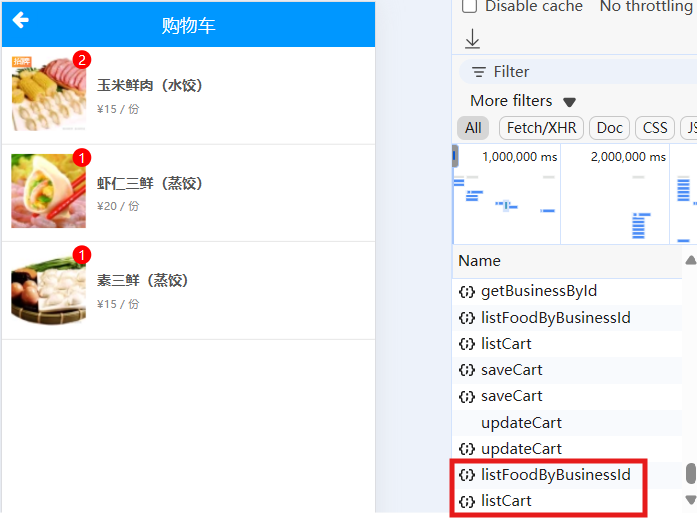 购物车
招牌
2
玉米鲜肉（水饺）
¥15 / 份
1
虾仁三鲜（蒸饺）
¥20 / 份
1
素三鲜（蒸饺）
¥15 / 份
Disable cache No throttling
Filter
More filters
All Fetch/XHR Doc CSS JS
1,000,000 ms 2,000,000 ms
Name
getBusinessById
listFoodByBusinessId
listCart
saveCart
saveCart
updateCart
updateCart
listFoodByBusinessId
listCart